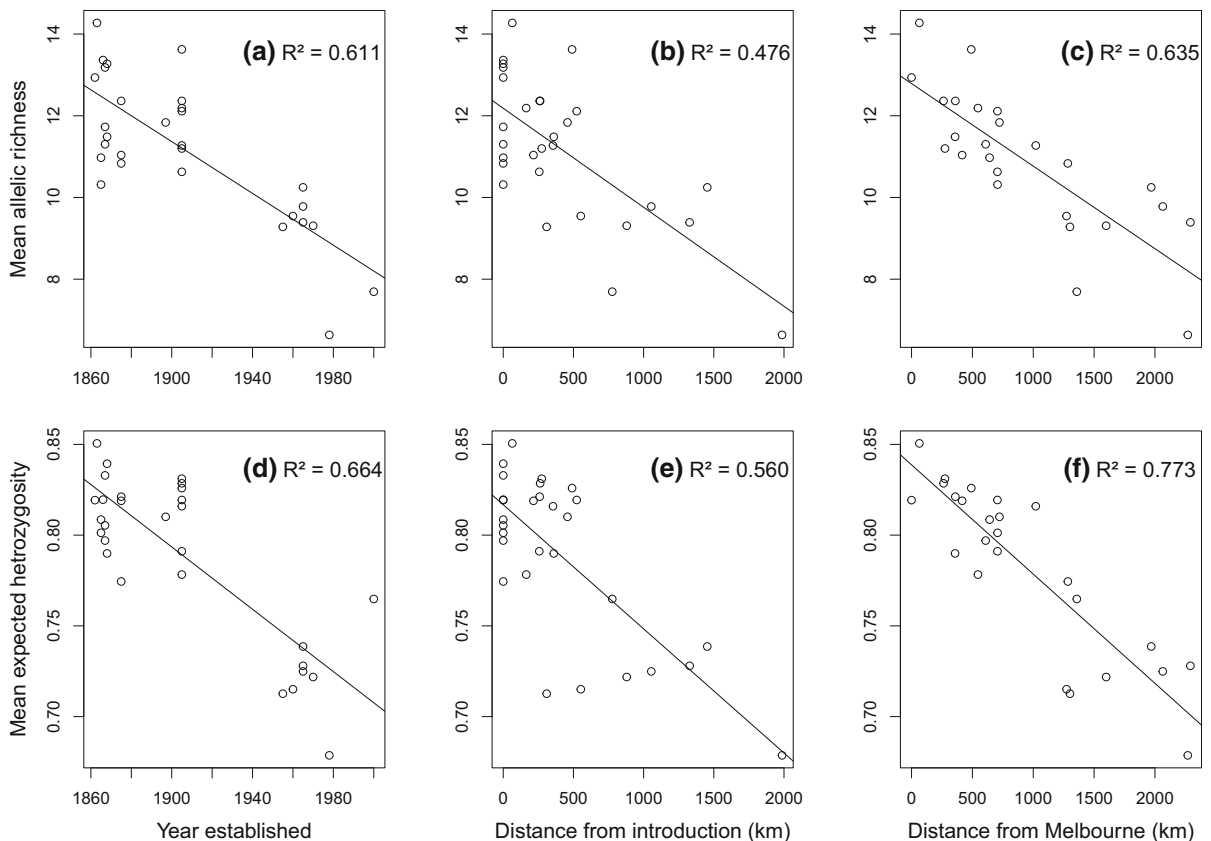 Mean allelic richness
14
12
10
8
(a) R² = 0.611
1860 1900 1940 1980
(b) R² = 0.476
14
12
10
8
0 500 1000 1500 2000
(c) R² = 0.635
14
12
10
8
0 500 1000 1500 2000
Mean expected hetrozygosity
0.85
0.80
0.75
0.70
(d) R² = 0.664
1860 1900 1940 1980
Year established
0.85
0.80
0.75
0.70
(e) R² = 0.560
0 500 1000 1500 2000
Distance from introduction (km)
0.85
0.80
0.75
0.70
(f) R² = 0.773
0 500 1000 1500 2000
Distance from Melbourne (km)